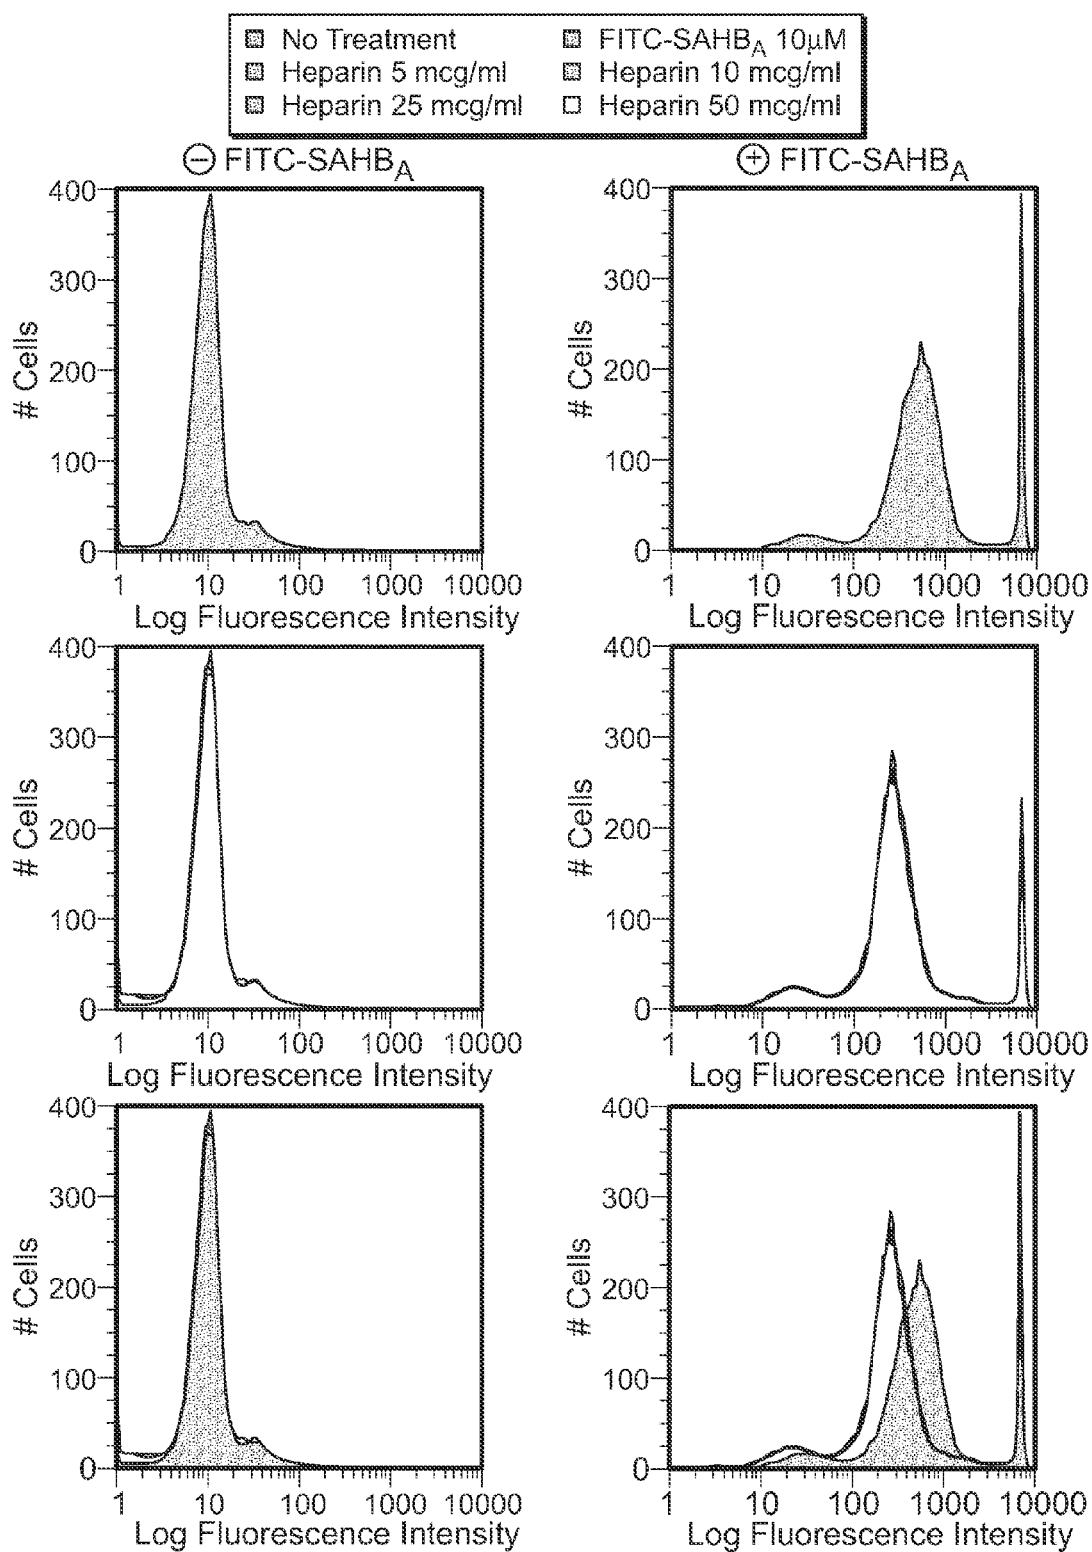 No Treatment FITC-SAHBA 10μM
Heparin 5 mcg/ml Heparin 10 mcg/ml
Heparin 25 mcg/ml Heparin 50 mcg/ml
⊖ FITC-SAHBA ⊕ FITC-SAHBA
400 300 200 100 0
# Cells
1 10 100 1000 10000
Log Fluorescence Intensity
400 300 200 100 0
# Cells
1 10 100 1000 10000
Log Fluorescence Intensity
400 300 200 100 0
# Cells
1 10 100 1000 10000
Log Fluorescence Intensity
400 300 200 100 0
# Cells
1 10 100 1000 10000
Log Fluorescence Intensity
400 300 200 100 0
# Cells
1 10 100 1000 10000
Log Fluorescence Intensity
400 300 200 100 0
# Cells
1 10 100 1000 10000
Log Fluorescence Intensity